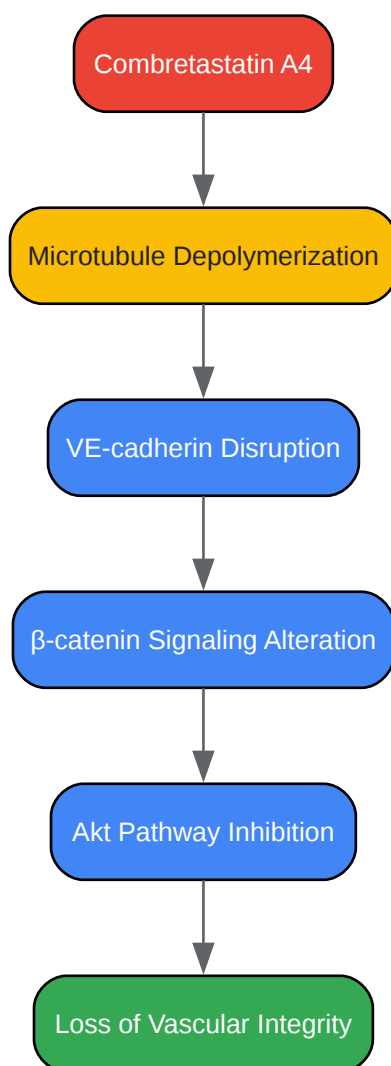 Combretastatin A4
Microtubule Depolymerization
VE-cadherin Disruption
β-catenin Signaling Alteration
Akt Pathway Inhibition
Loss of Vascular Integrity